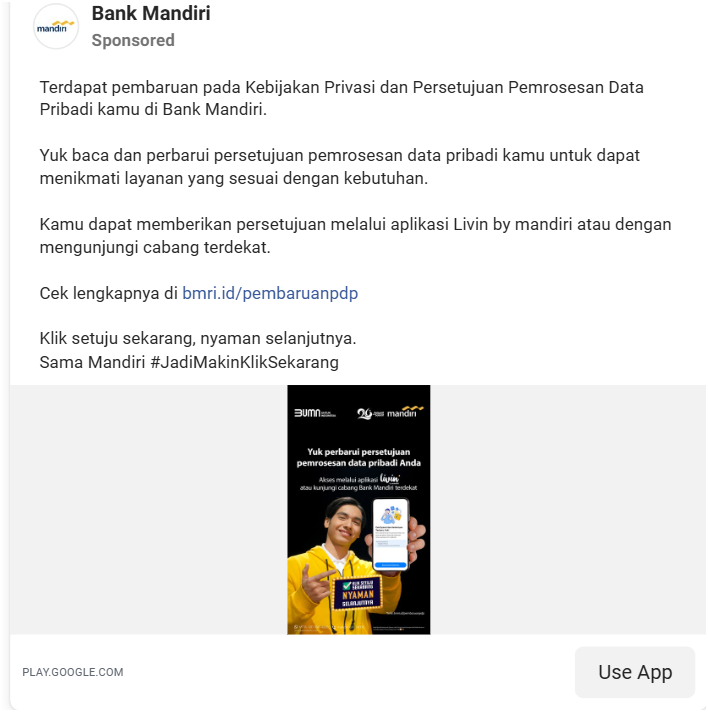 mandiri
Bank Mandiri
Sponsored
Terdapat pembaruan pada Kebijakan Privasi dan Persetujuan Pemrosesan Data
Pribadi kamu di Bank Mandiri.
Yuk baca dan perbarui persetujuan pemrosesan data pribadi kamu untuk dapat
menikmati layanan yang sesuai dengan kebutuhan.
Kamu dapat memberikan persetujuan melalui aplikasi Livin by mandiri atau dengan
mengunjungi cabang terdekat.
Cek lengkapnya di bmri.id/pembaruanpdp
Klik setuju sekarang, nyaman selanjutnya.
Sama Mandiri #JadiMakinKlikSekarang
BUMN
mandiri
Yuk perbarui persetujuan
pemrosesan data pribadi Anda
Akses melalui aplikasi livin'
atau kunjungi cabang Bank Mandiri terdekat
KLIK SETUJU
SEKARANG
NYAMAN
SELANJUTNYA
PLAY.GOOGLE.COM
Use App